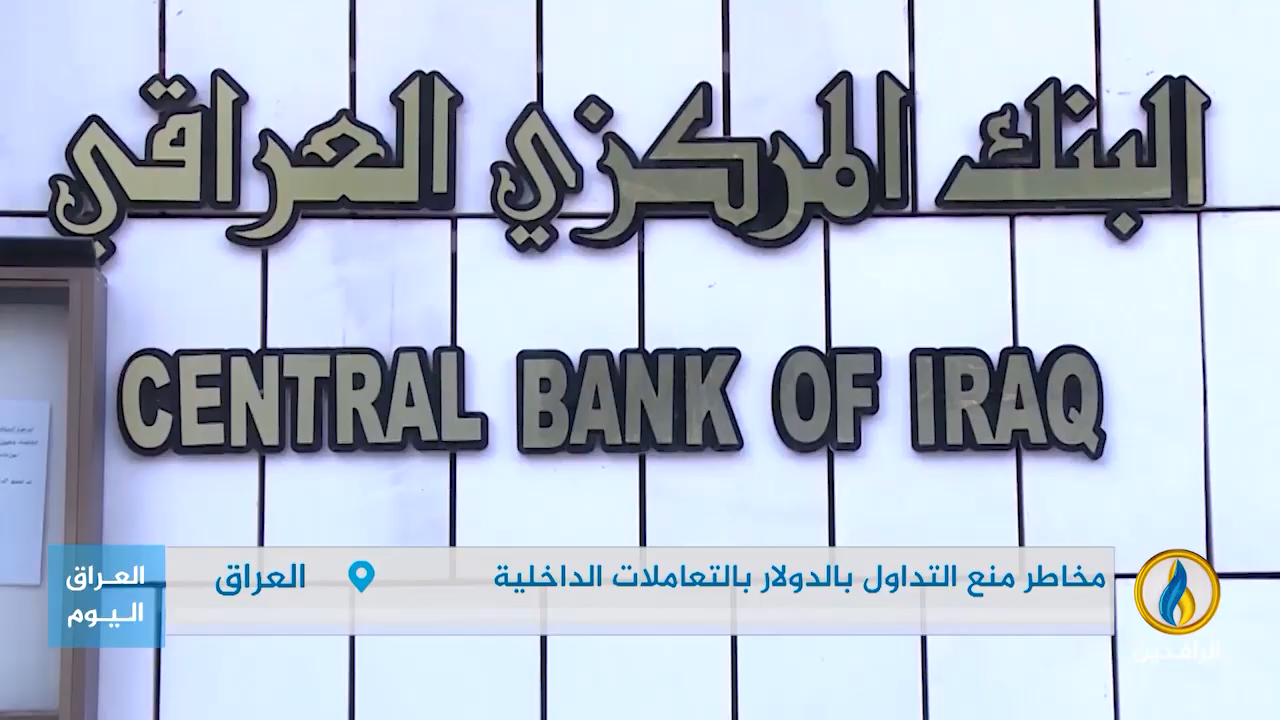 البنك المركزي العراقي
CENTRAL BANK OF IRAQ
مخاطر منع التداول بالدولار بالتعاملات الداخلية
العراق
العراق
اليوم
الرافدين